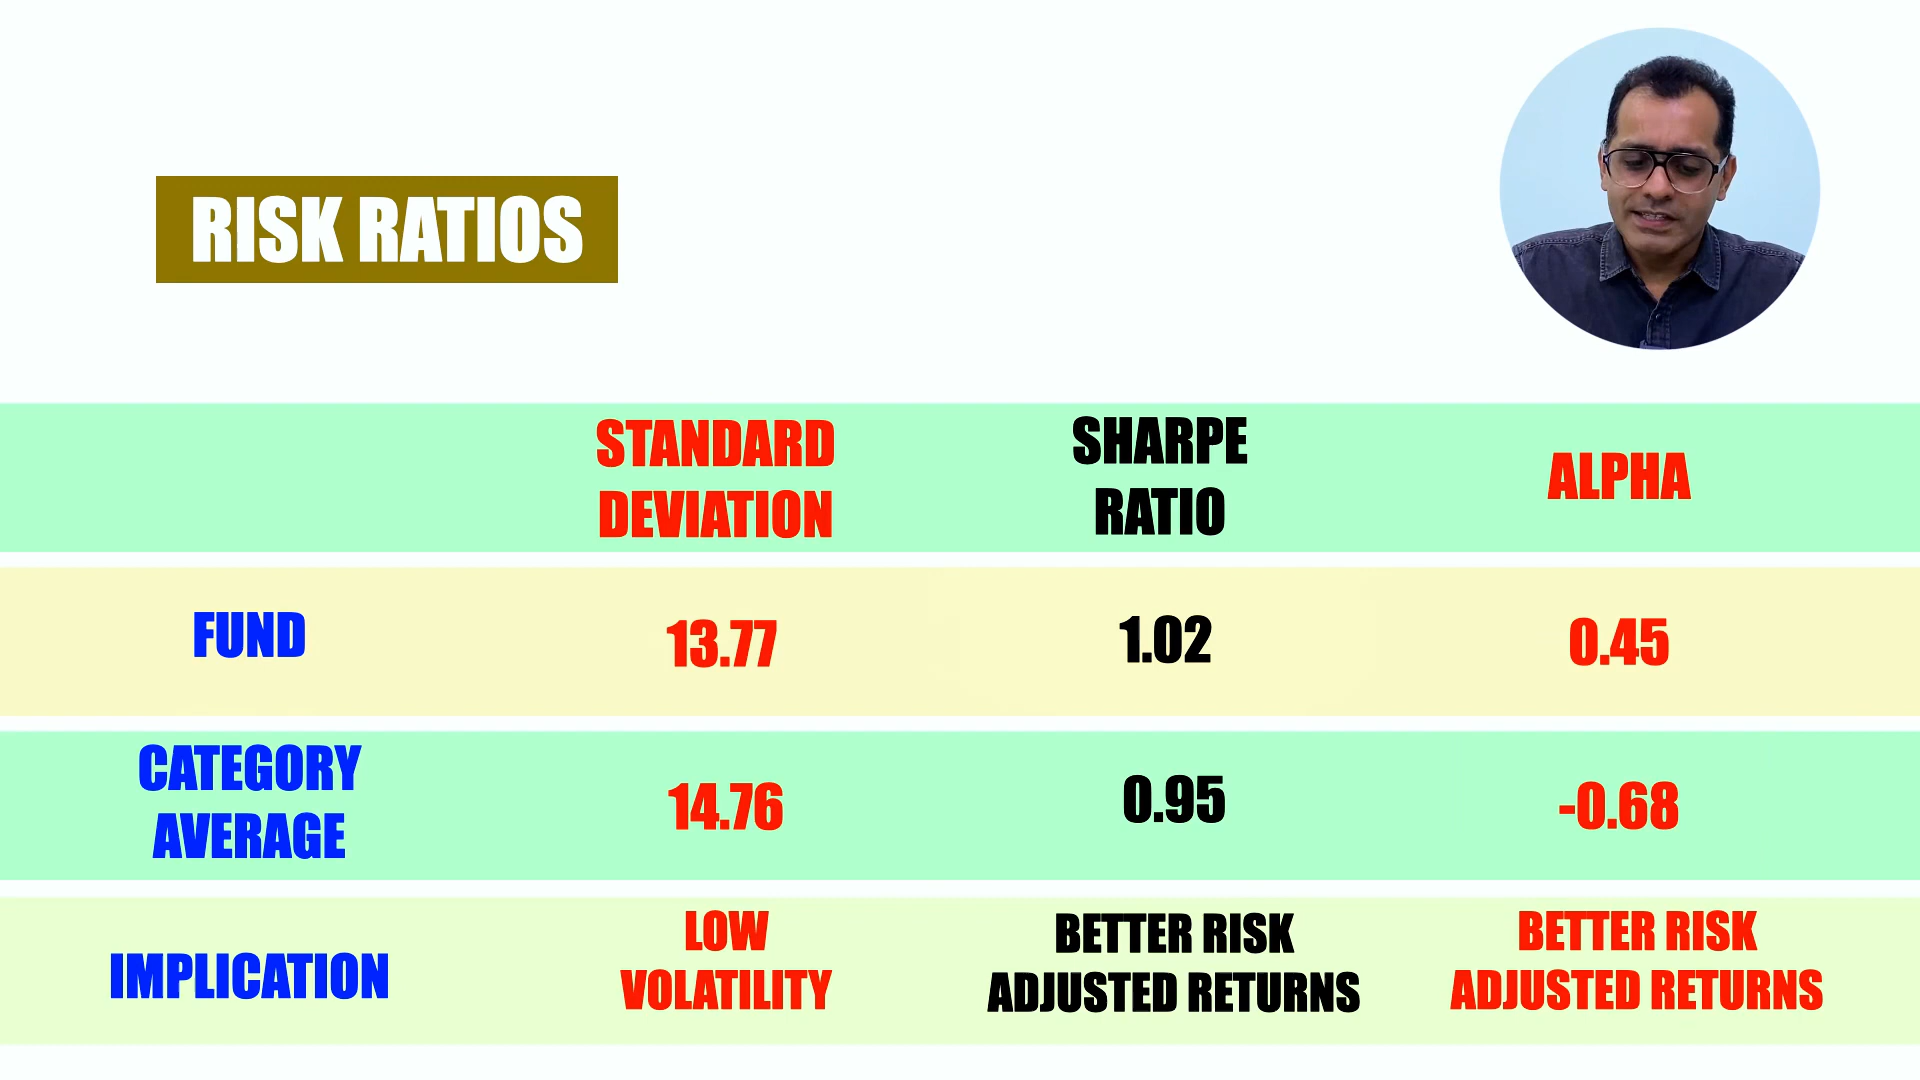 RISK RATIOS
STANDARD
DEVIATION
SHARPE
RATIO
ALPHA
FUND
13.77
1.02
0.45
CATEGORY
AVERAGE
14.76
0.95
-0.68
IMPLICATION
LOW
VOLATILITY
BETTER RISK
ADJUSTED RETURNS
BETTER RISK
ADJUSTED RETURNS